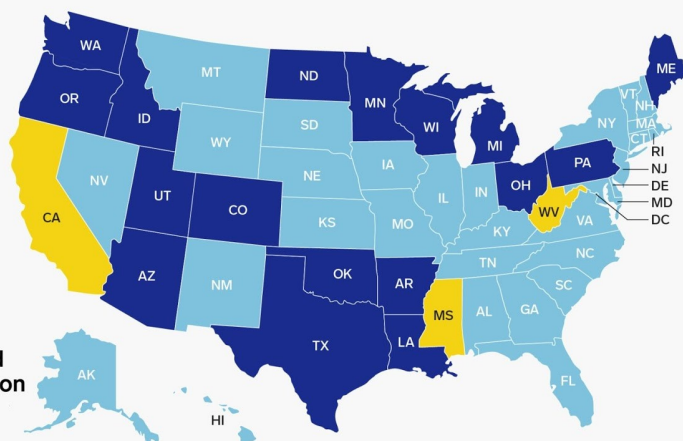 WA
MT
ND
ME
OR
ID
MN
VT
NH
SD
WI
NY
MA
WY
MI
CT
RI
IA
PA
NJ
NE
OH
DE
NV
IL
IN
MD
UT
WV
CA
CO
VA
DC
KS
MO
KY
NC
TN
AZ
OK
NM
AR
SC
MS
AL
GA
TX
LA
on
AK
FL
HI